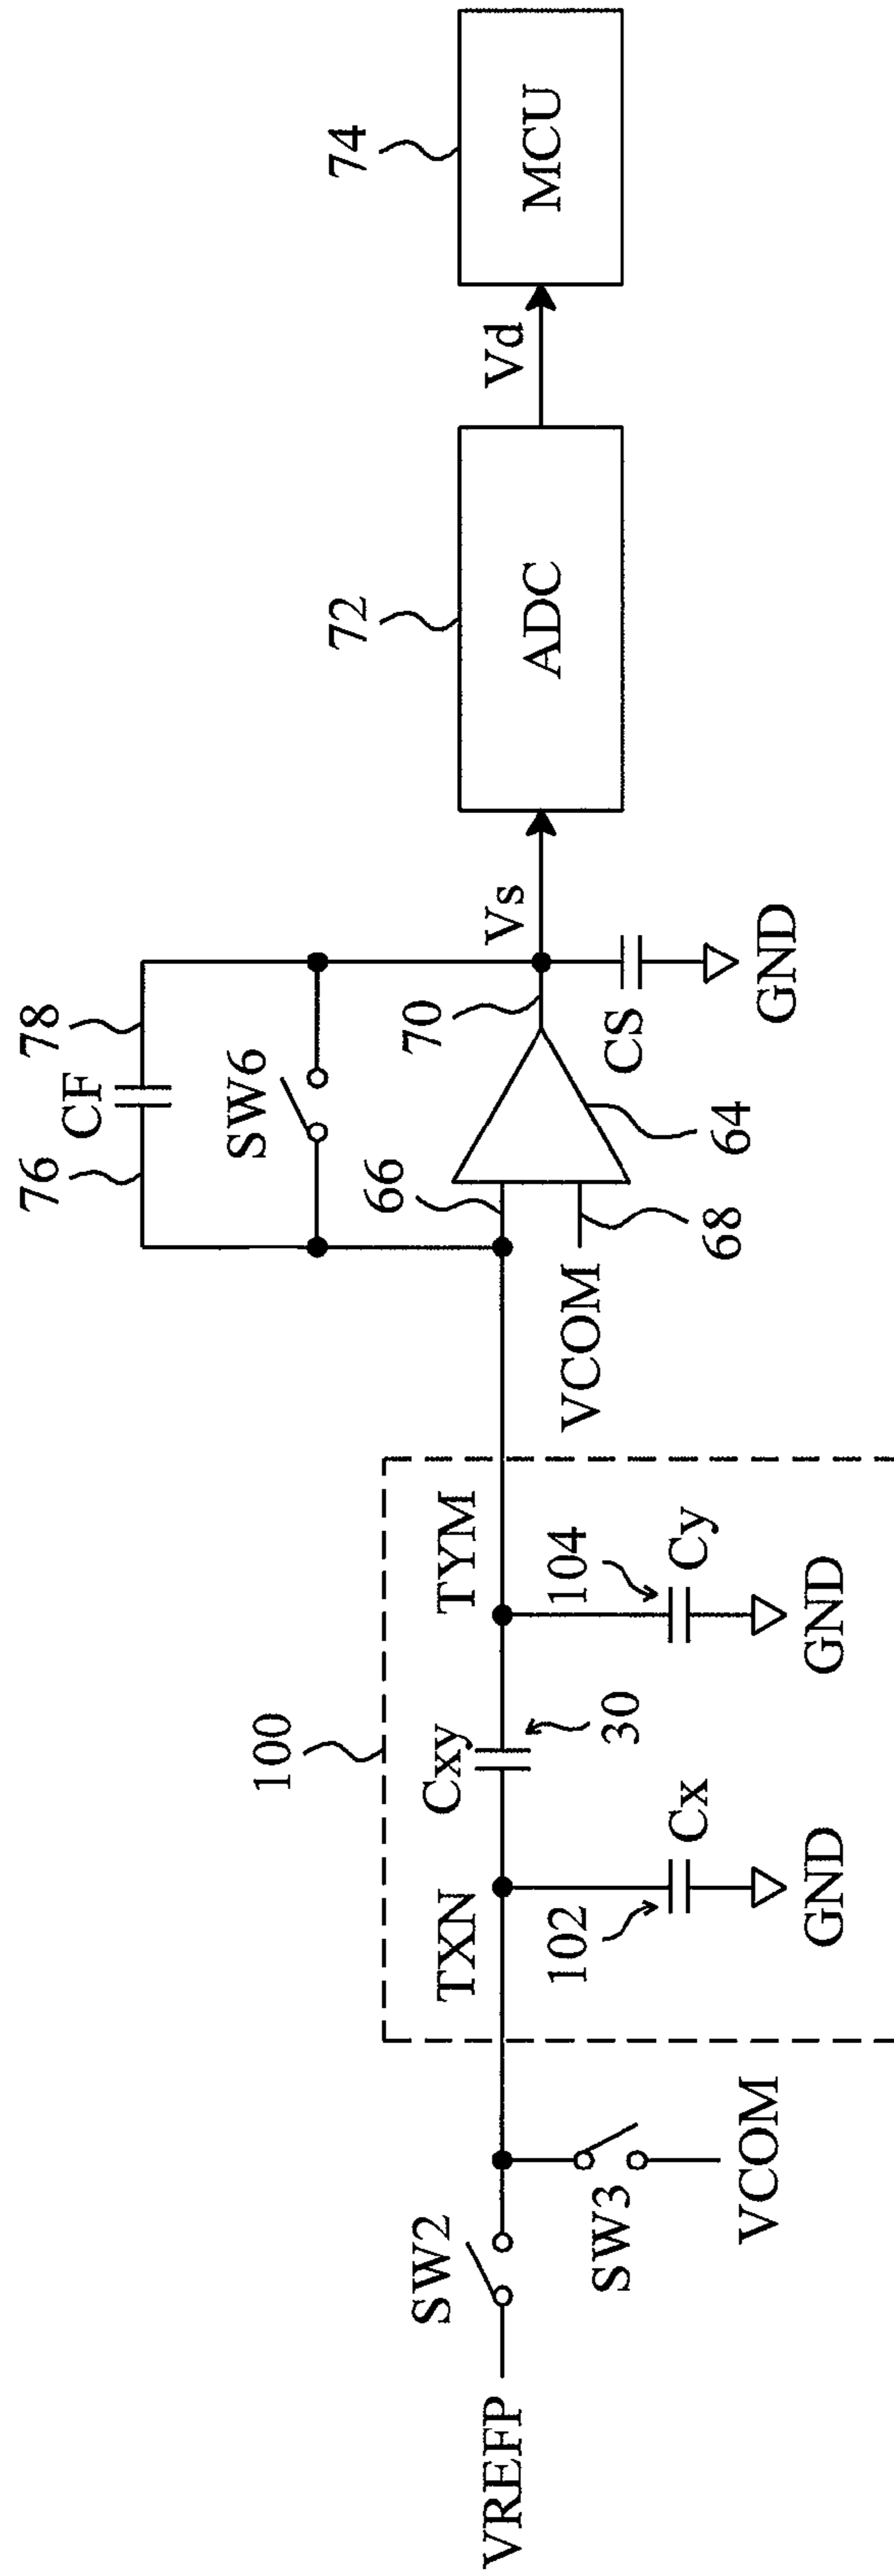 VREFP
SW2
SW3
VCOM
100
TXN
Cxy
TYM
30
102
Cx
GND
104
Cy
GND
76
CF
78
SW6
66
70
VCOM
68
64
CS
GND
Vs
72
ADC
Vd
74
MCU